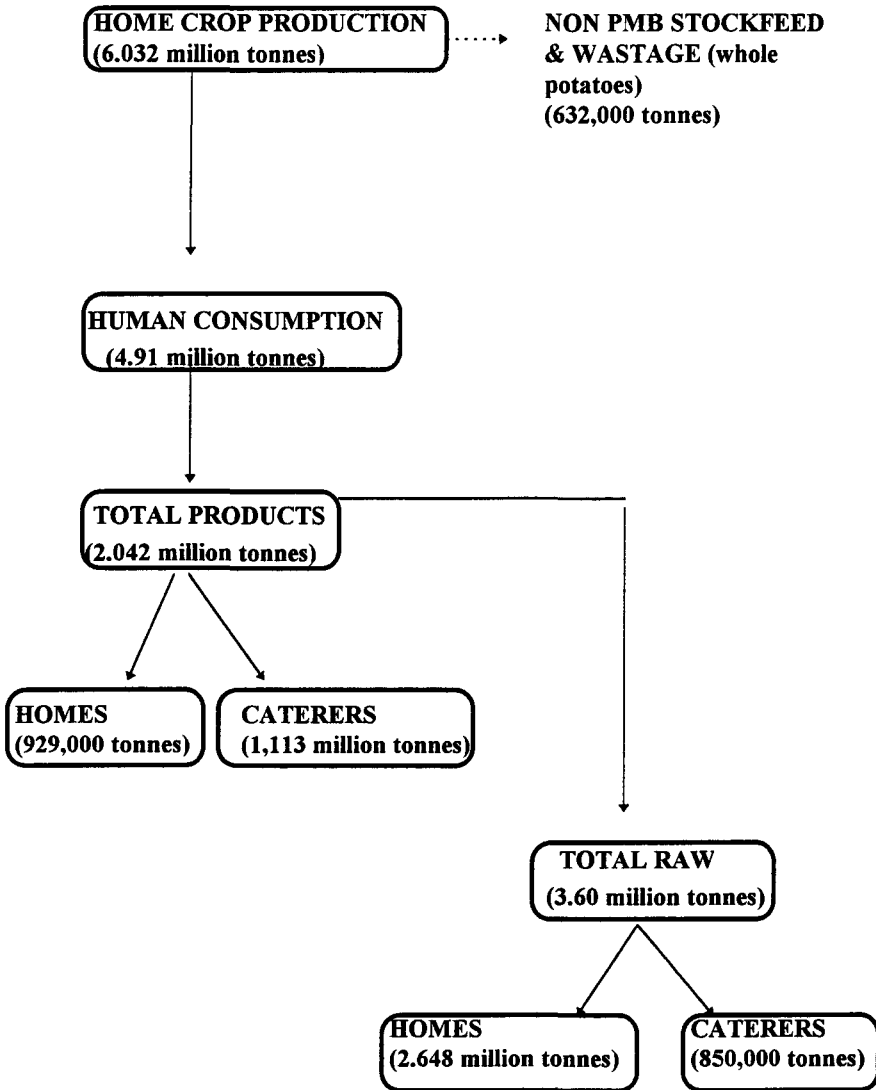 HOME CROP PRODUCTION
(6.032 million tonnes)
NON PMB STOCKFEED
& WASTAGE (whole
potatoes)
(632,000 tonnes)
HUMAN CONSUMPTION
(4.91 million tonnes)
TOTAL PRODUCTS
(2.042 million tonnes)
HOMES
(929,000 tonnes)
CATERERS
(1,113 million tonnes)
TOTAL RAW
(3.60 million tonnes)
HOMES
(2.648 million tonnes)
CATERERS
(850,000 tonnes)